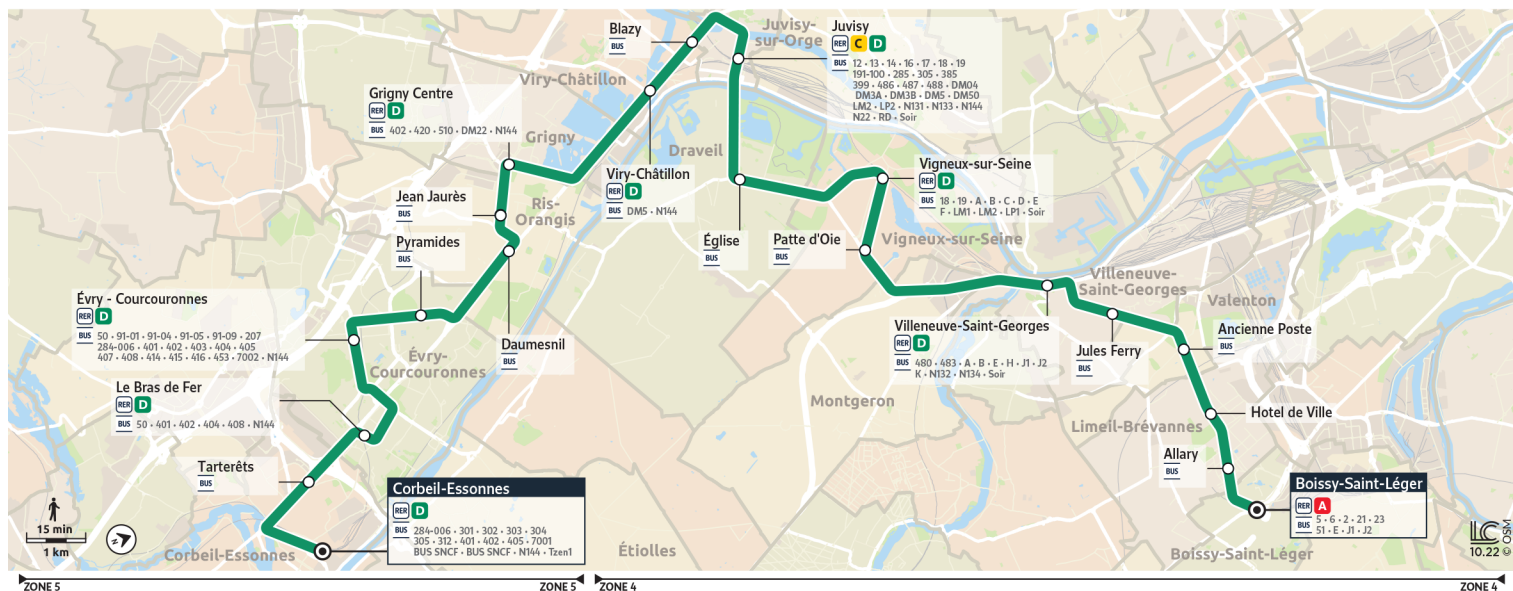 Blazy
BUS
Juvisy-
sur-Orge
Juvisy
RER C D
BUS 12 • 13 • 14 • 16 • 17 • 18 • 19
191-100 • 285 • 305 • 385
399 • 486 • 487 • 488 • DM04
DM3A • DM3B • DM5 • DM50
LM2 • LP2 • N131 • N133 • N144
N22 • RD • Soir
Viry-Châtillon
Grigny Centre
RER D
BUS 402 • 420 • 510 • DM22 • N144
Grigny
Draveil
Viry-Châtillon
RER D
BUS DM5 • N144
Vigneux-sur-Seine
RER D
BUS 18 • 19 • A • B • C • D • E
F • LM1 • LM2 • LP1 • Soir
Jean Jaurès
BUS
Ris-
Orangis
Pyramides
BUS
Église
BUS
Patte d'Oie
BUS
Vigneux-sur-Seine
Villeneuve-
Saint-Georges
Valenton
Évry - Courcouronnes
RER D
BUS 50 • 91-01 • 91-04 • 91-05 • 91-09 • 207
284-006 • 401 • 402 • 403 • 404 • 405
407 • 408 • 414 • 415 • 416 • 453 • 7002 • N144
Daumesnil
BUS
Évry-
Courcouronnes
Villeneuve-Saint-Georges
RER D
BUS 480 • 483 • A • B • E • H • J1 • J2
K • N132 • N134 • Soir
Jules Ferry
BUS
Ancienne Poste
BUS
Le Bras de Fer
RER D
BUS 50 • 401 • 402 • 404 • 408 • N144
Montgeron
Hotel de Ville
Limeil-Brévannes
Tarterêts
BUS
Allary
BUS
Corbeil-Essonnes
RER D
BUS 284-006 • 301 • 302 • 303 • 304
305 • 312 • 401 • 402 • 405 • 7001
BUS SNCF • BUS SNCF • N144 • Tzen1
Boissy-Saint-Léger
RER A
BUS 5 • 6 • 2 • 21 • 23
51 • E • J1 • J2
15 min
1 km
Corbeil-Essonnes
Étiolles
Boissy-Saint-Léger
LC
10.22 © OSM
ZONE 5
ZONE 5
ZONE 4
ZONE 4